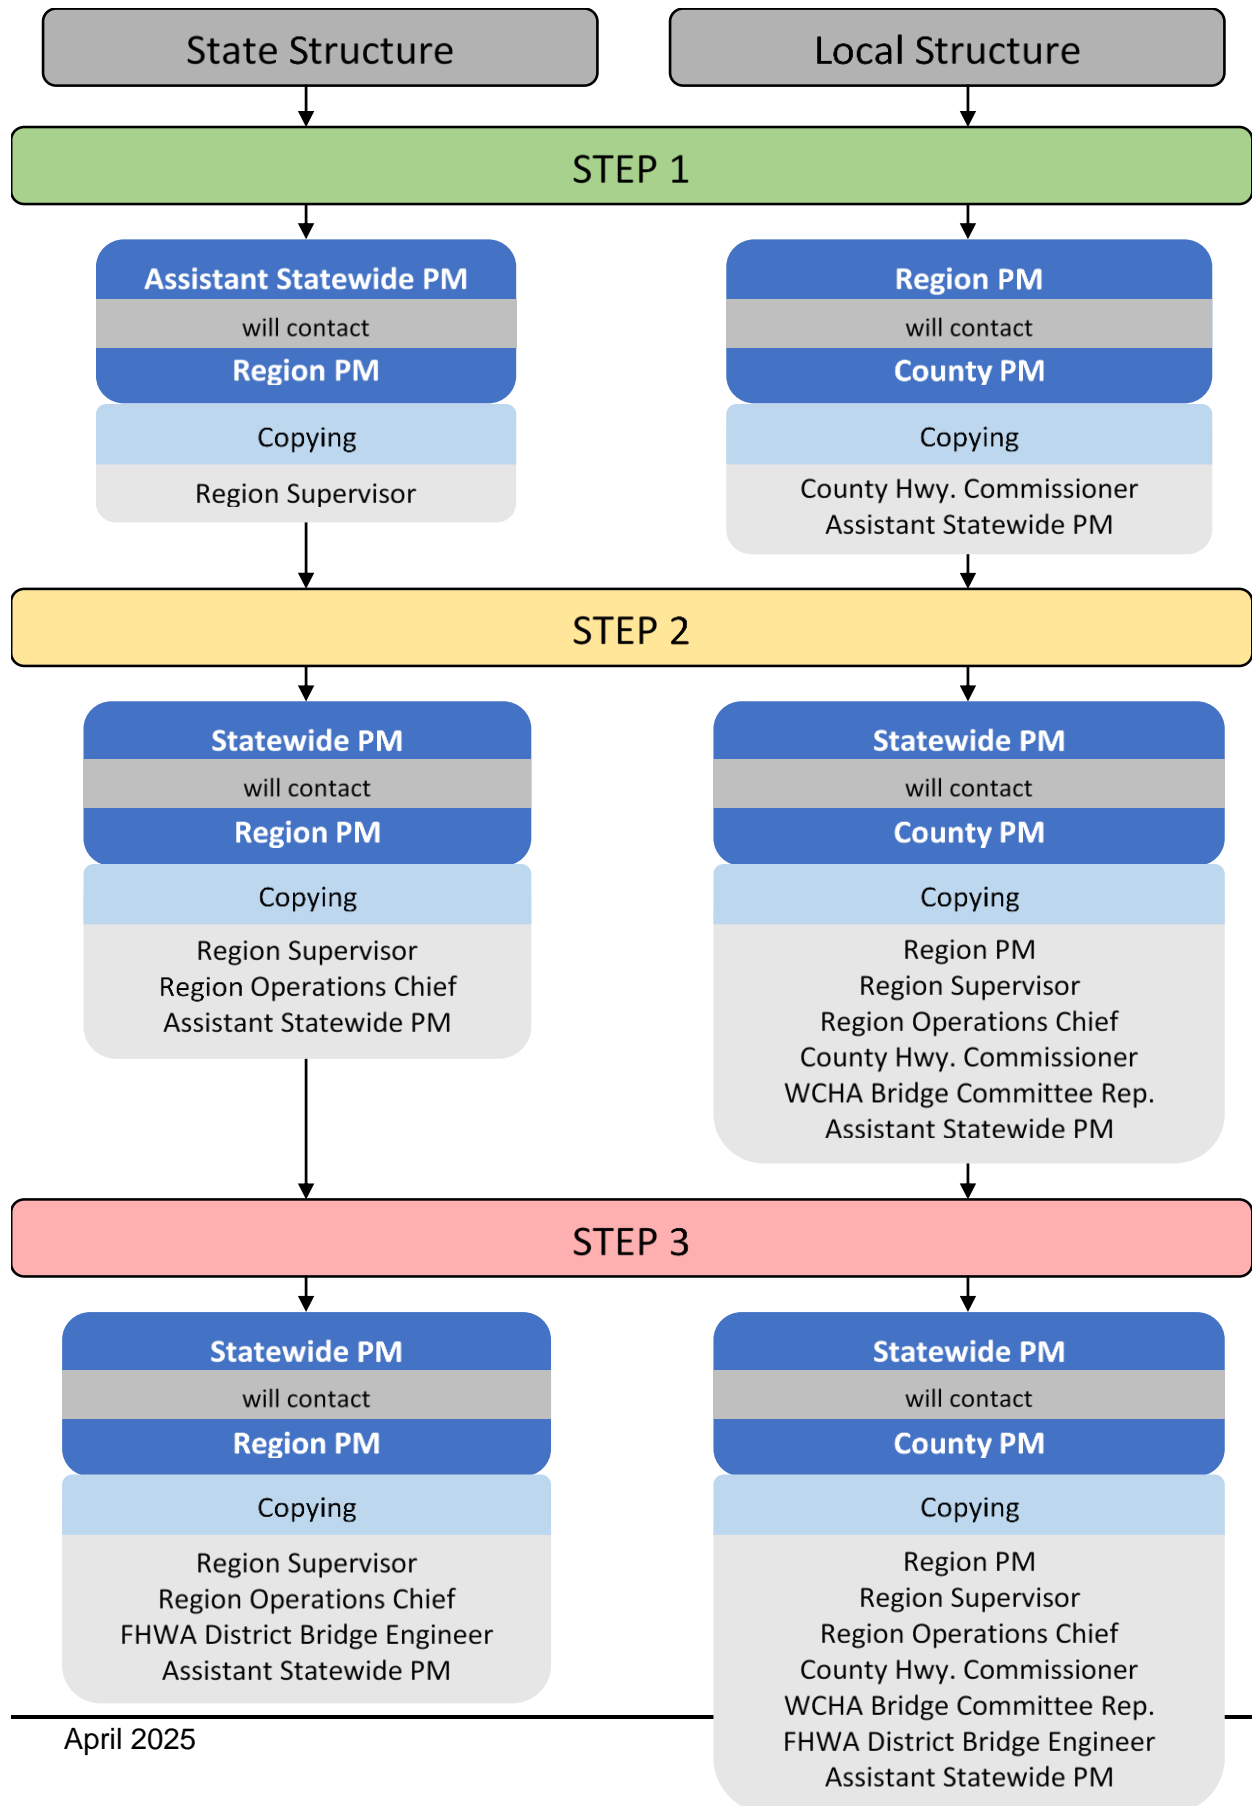 State Structure
Local Structure
STEP 1
Assistant Statewide PM
will contact
Region PM
Copying
Region Supervisor
Region PM
will contact
County PM
Copying
County Hwy. Commissioner
Assistant Statewide PM
STEP 2
Statewide PM
will contact
Region PM
Copying
Region Supervisor
Region Operations Chief
Assistant Statewide PM
Statewide PM
will contact
County PM
Copying
Region PM
Region Supervisor
Region Operations Chief
County Hwy. Commissioner
WCHA Bridge Committee Rep.
Assistant Statewide PM
STEP 3
Statewide PM
will contact
Region PM
Copying
Region Supervisor
Region Operations Chief
FHWA District Bridge Engineer
Assistant Statewide PM
Statewide PM
will contact
County PM
Copying
Region PM
Region Supervisor
Region Operations Chief
County Hwy. Commissioner
WCHA Bridge Committee Rep.
FHWA District Bridge Engineer
Assistant Statewide PM
April 2025